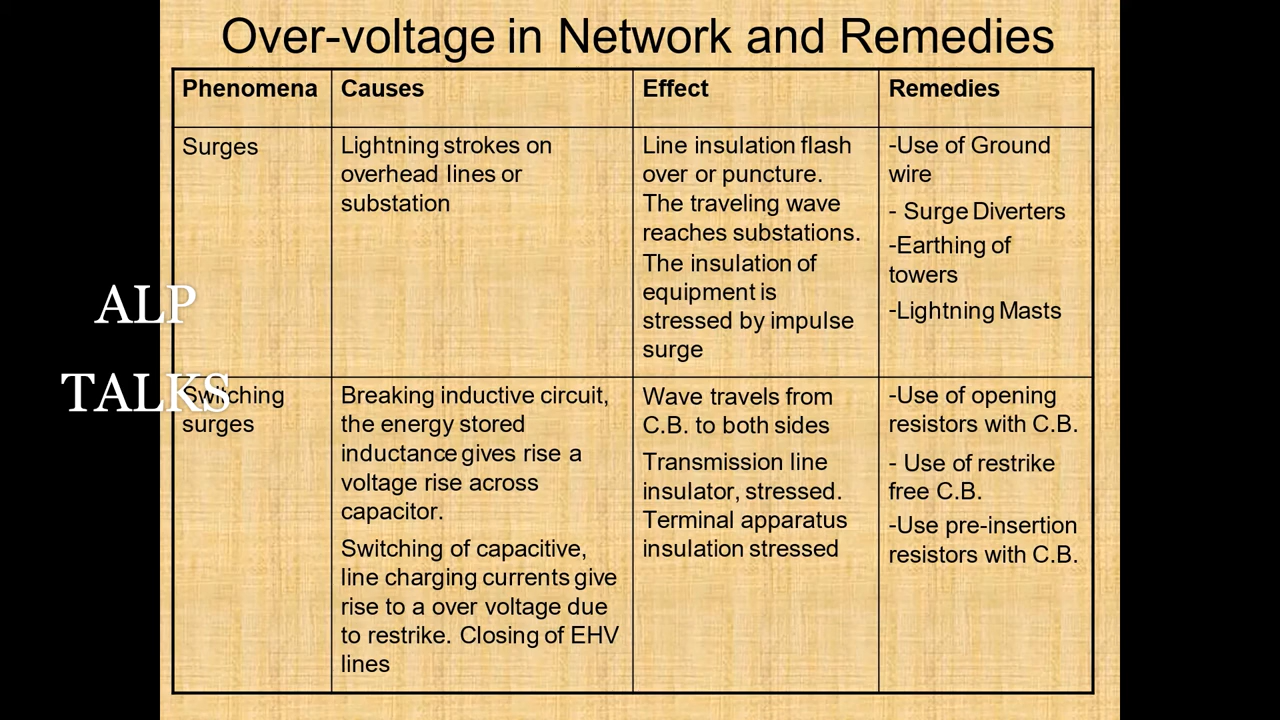 Over-voltage in Network and Remedies
Phenomena
Causes
Effect
Remedies
Surges
Lightning strokes on
overhead lines or
substation
Line insulation flash
over or puncture.
The traveling wave
reaches substations.
The insulation of
equipment is
stressed by impulse
surge
-Use of Ground
wire
- Surge Diverters
-Earthing of
towers
-Lightning Masts
ALP
TALKS
Switching
surges
Breaking inductive circuit,
the energy stored
inductance gives rise a
voltage rise across
capacitor.
Switching of capacitive,
line charging currents give
rise to a over voltage due
to restrike. Closing of EHV
lines
Wave travels from
C.B. to both sides
Transmission line
insulator, stressed.
Terminal apparatus
insulation stressed
-Use of opening
resistors with C.B.
- Use of restrike
free C.B.
-Use pre-insertion
resistors with C.B.